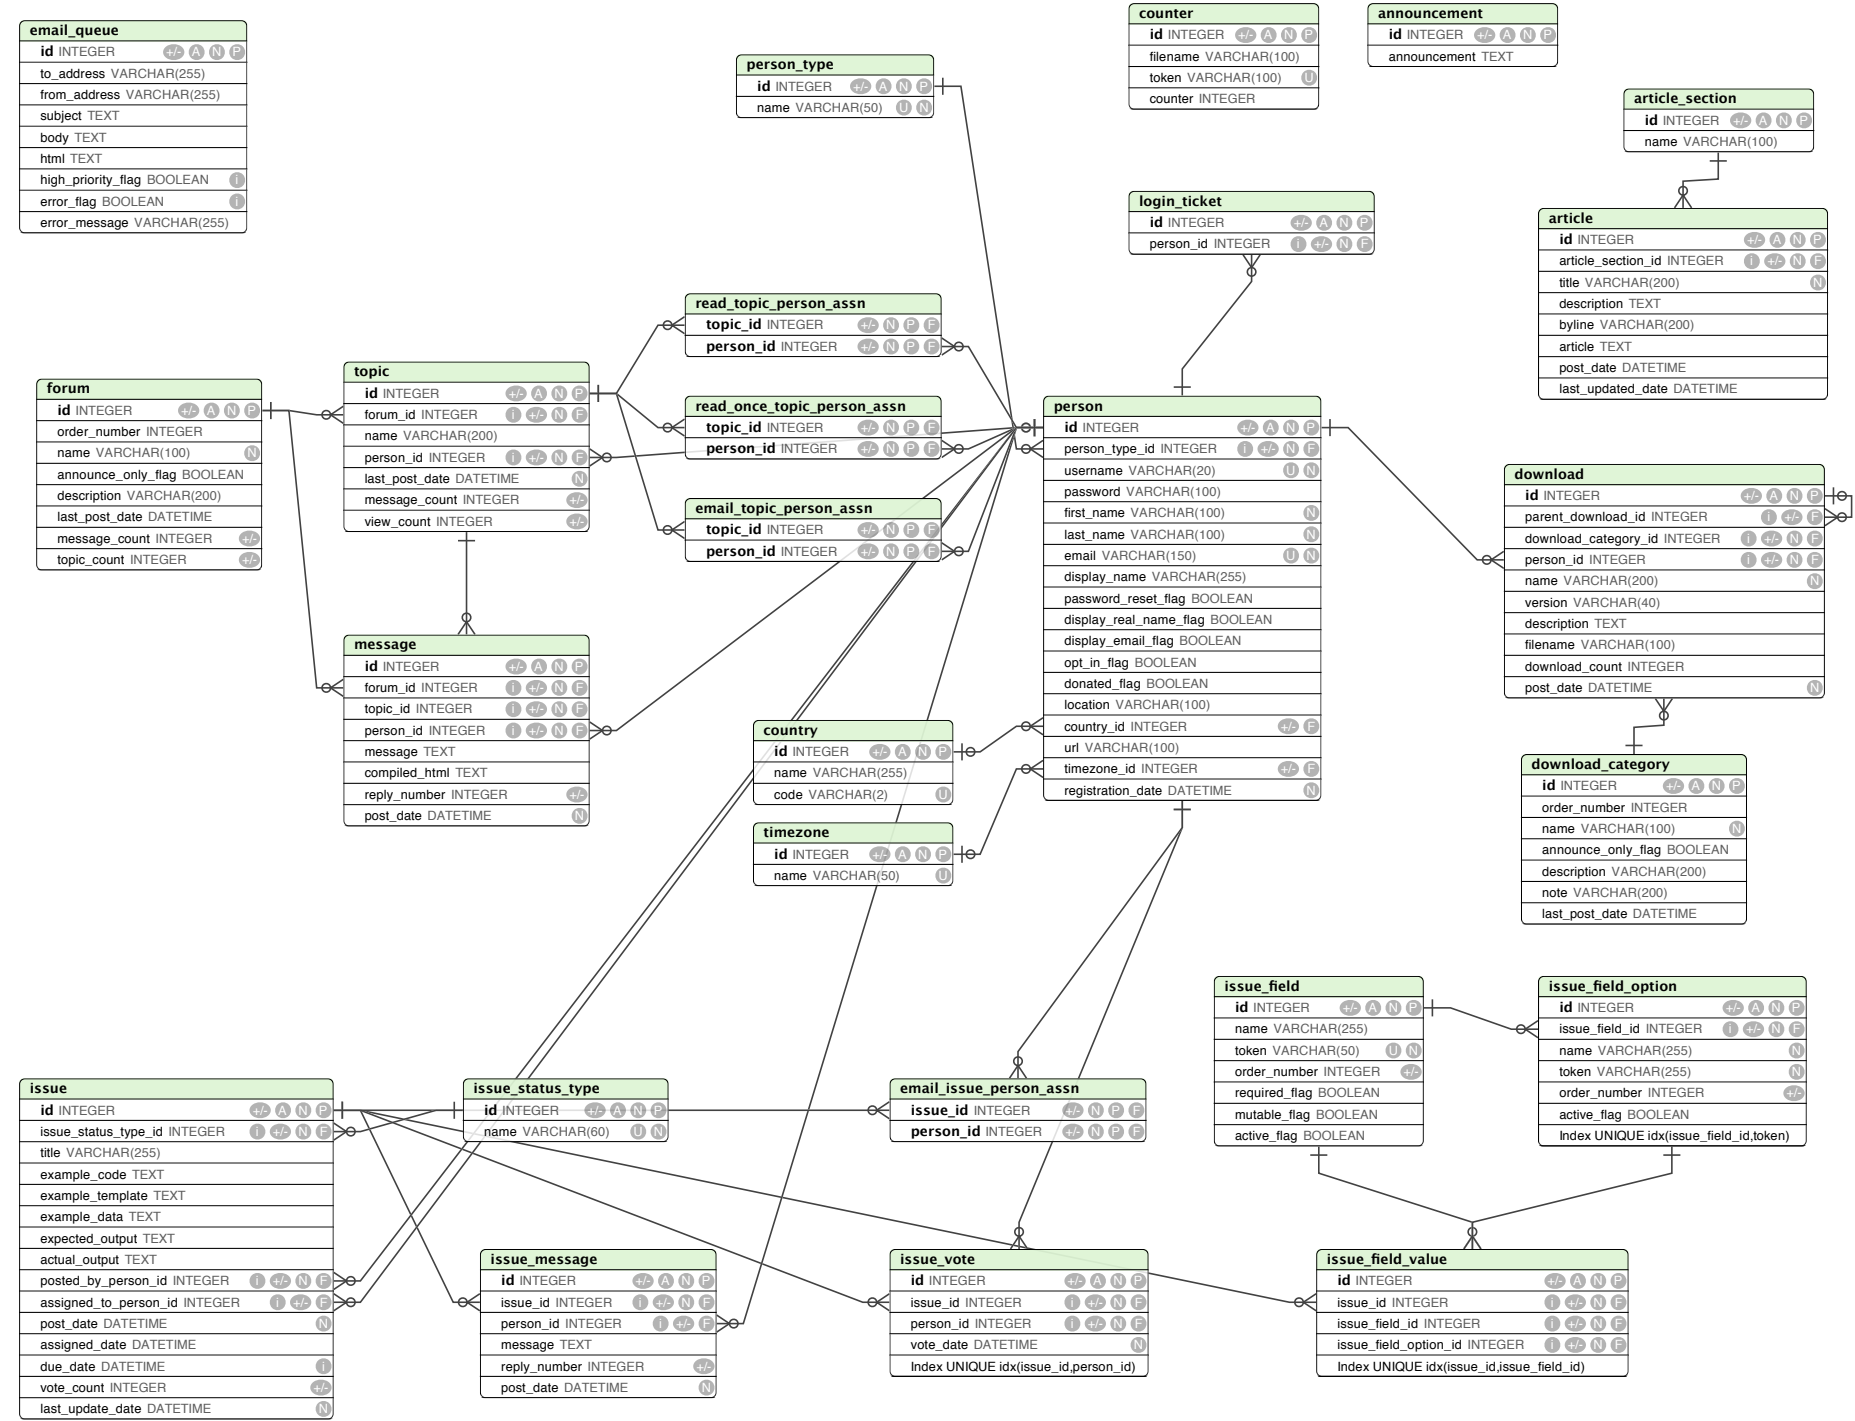 email_queue
id INTEGER +/- A N P
to_address VARCHAR(255)
from_address VARCHAR(255)
subject TEXT
body TEXT
html TEXT
high_priority_flag BOOLEAN i
error_flag BOOLEAN i
error_message VARCHAR(255)
person_type
id INTEGER +/- A N P
name VARCHAR(50) U N
counter
id INTEGER +/- A N P
filename VARCHAR(100)
token VARCHAR(100) U
counter INTEGER
announcement
id INTEGER +/- A N P
announcement TEXT
article_section
id INTEGER +/- A N P
name VARCHAR(100)
login_ticket
id INTEGER +/- A N P
person_id INTEGER i +/- N F
article
id INTEGER +/- A N P
article_section_id INTEGER i +/- N F
title VARCHAR(200) N
description TEXT
byline VARCHAR(200)
article TEXT
post_date DATETIME
last_updated_date DATETIME
read_topic_person_assn
topic_id INTEGER +/- N P F
person_id INTEGER +/- N P F
forum
id INTEGER +/- A N P
order_number INTEGER
name VARCHAR(100) N
announce_only_flag BOOLEAN
description VARCHAR(200)
last_post_date DATETIME
message_count INTEGER +/-
topic_count INTEGER +/-
topic
id INTEGER +/- A N P
forum_id INTEGER i +/- N F
name VARCHAR(200)
person_id INTEGER i +/- N F
last_post_date DATETIME N
message_count INTEGER +/-
view_count INTEGER +/-
read_once_topic_person_assn
topic_id INTEGER +/- N P F
person_id INTEGER +/- N P F
email_topic_person_assn
topic_id INTEGER +/- N P F
person_id INTEGER +/- N P F
person
id INTEGER +/- A N P
person_type_id INTEGER i +/- N F
username VARCHAR(20) U N
password VARCHAR(100)
first_name VARCHAR(100) N
last_name VARCHAR(100) N
email VARCHAR(150) U N
display_name VARCHAR(255)
password_reset_flag BOOLEAN
display_real_name_flag BOOLEAN
display_email_flag BOOLEAN
opt_in_flag BOOLEAN
donated_flag BOOLEAN
location VARCHAR(100)
country_id INTEGER +/- F
url VARCHAR(100)
timezone_id INTEGER +/- F
registration_date DATETIME N
download
id INTEGER +/- A N P
parent_download_id INTEGER i +/- F
download_category_id INTEGER i +/- N F
person_id INTEGER i +/- N F
name VARCHAR(200) N
version VARCHAR(40)
description TEXT
filename VARCHAR(100)
download_count INTEGER
post_date DATETIME N
message
id INTEGER +/- A N P
forum_id INTEGER i +/- N F
topic_id INTEGER i +/- N F
person_id INTEGER i +/- N F
message TEXT
compiled_html TEXT
reply_number INTEGER +/-
post_date DATETIME N
country
id INTEGER +/- A N P
name VARCHAR(255)
code VARCHAR(2) U
timezone
id INTEGER +/- A N P
name VARCHAR(50) U
download_category
id INTEGER +/- A N P
order_number INTEGER
name VARCHAR(100) N
announce_only_flag BOOLEAN
description VARCHAR(200)
note VARCHAR(200)
last_post_date DATETIME
issue_field
id INTEGER +/- A N P
name VARCHAR(255)
token VARCHAR(50) U N
order_number INTEGER +/-
required_flag BOOLEAN
mutable_flag BOOLEAN
active_flag BOOLEAN
issue_field_option
id INTEGER +/- A N P
issue_field_id INTEGER i +/- N F
name VARCHAR(255) N
token VARCHAR(255) N
order_number INTEGER +/-
active_flag BOOLEAN
Index UNIQUE idx(issue_field_id,token)
issue
id INTEGER +/- A N P
issue_status_type_id INTEGER i +/- N F
title VARCHAR(255)
example_code TEXT
example_template TEXT
example_data TEXT
expected_output TEXT
actual_output TEXT
posted_by_person_id INTEGER i +/- N F
assigned_to_person_id INTEGER i +/- F
post_date DATETIME N
assigned_date DATETIME
due_date DATETIME i
vote_count INTEGER +/-
last_update_date DATETIME N
issue_status_type
id INTEGER +/- A N P
name VARCHAR(60) U N
email_issue_person_assn
issue_id INTEGER +/- N P F
person_id INTEGER +/- N P F
issue_message
id INTEGER +/- A N P
issue_id INTEGER i +/- N F
person_id INTEGER i +/- F
message TEXT
reply_number INTEGER +/-
post_date DATETIME N
issue_vote
id INTEGER +/- A N P
issue_id INTEGER i +/- N F
person_id INTEGER i +/- N F
vote_date DATETIME N
Index UNIQUE idx(issue_id,person_id)
issue_field_value
id INTEGER +/- A N P
issue_id INTEGER i +/- N F
issue_field_id INTEGER i +/- N F
issue_field_option_id INTEGER i +/- N F
Index UNIQUE idx(issue_id,issue_field_id)